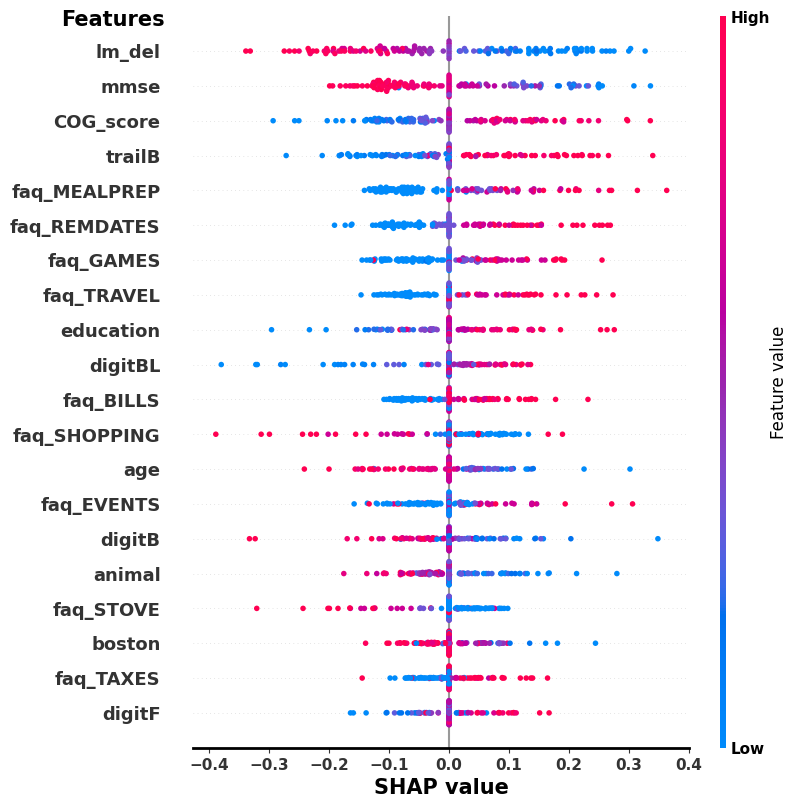 Features
High
lm_del
mmse
COG_score
trailB
faq_MEALPREP
faq_REMDATES
faq_GAMES
faq_TRAVEL
education
digitBL
faq_BILLS
faq_SHOPPING
age
faq_EVENTS
digitB
animal
faq_STOVE
boston
faq_TAXES
digitF
Feature value
Low
−0.4 −0.3 −0.2 −0.1 0.0 0.1 0.2 0.3 0.4
SHAP value